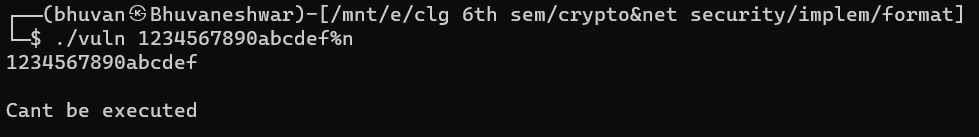 ┌──(bhuvan㉿Bhuvaneshwar)-[/mnt/e/clg 6th sem/crypto&net security/implem/format]
└─$ ./vuln 1234567890abcdef%n
1234567890abcdef
Cant be executed